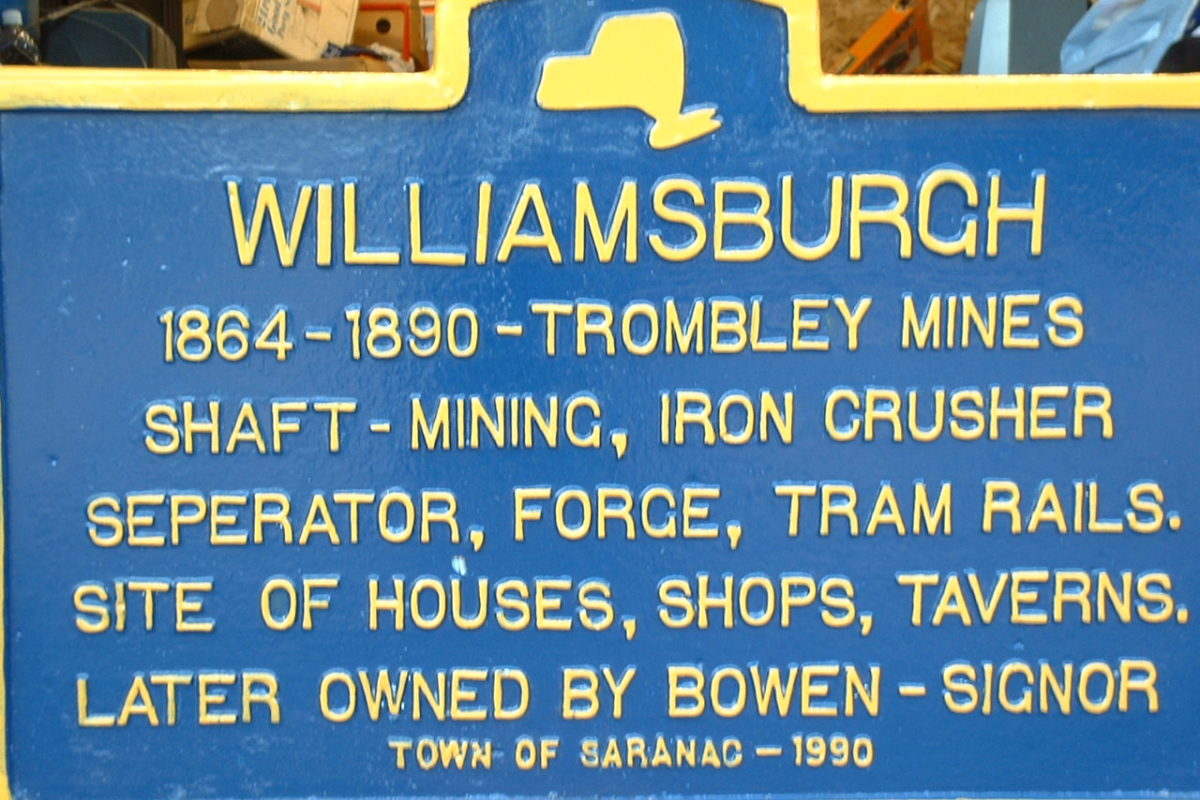 WILLIAMSBURGH
1864-1890-TROMBLEY MINES
SHAFT - MINING, IRON CRUSHER
SEPERATOR, FORGE, TRAM RAILS.
SITE OF HOUSES, SHOPS, TAVERNS.
LATER OWNED BY BOWEN - SIGNOR
TOWN OF SARANAC - 1990